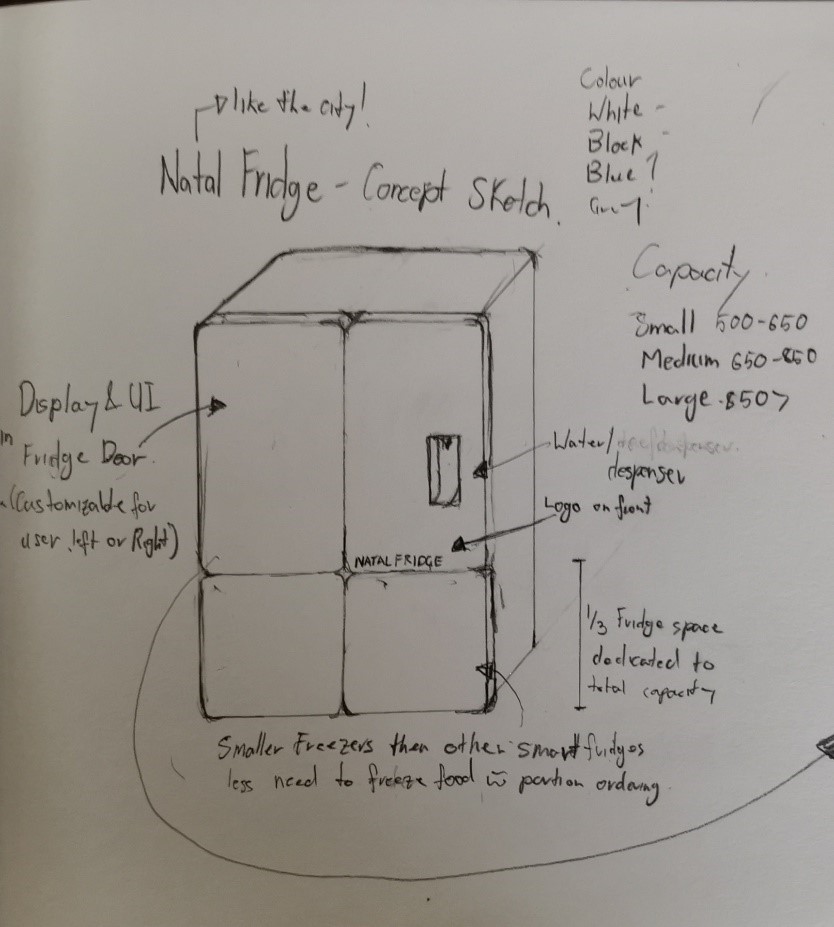 like the city!
Natal Fridge - Concept Sketch.
Colour
White -
Black
Blue ?
Grey
Capacity
Small 500-650
Medium 650-850
Large 850>
Display & UI
in
Fridge Door.
(Customizable for
user left or Right)
Water/
despenser
Logo on front
NATAL FRIDGE
1/3 Fridge space
dedicated to
total capacity
Smaller Freezers then other smart fridges
less need to freeze food w portion ordering.